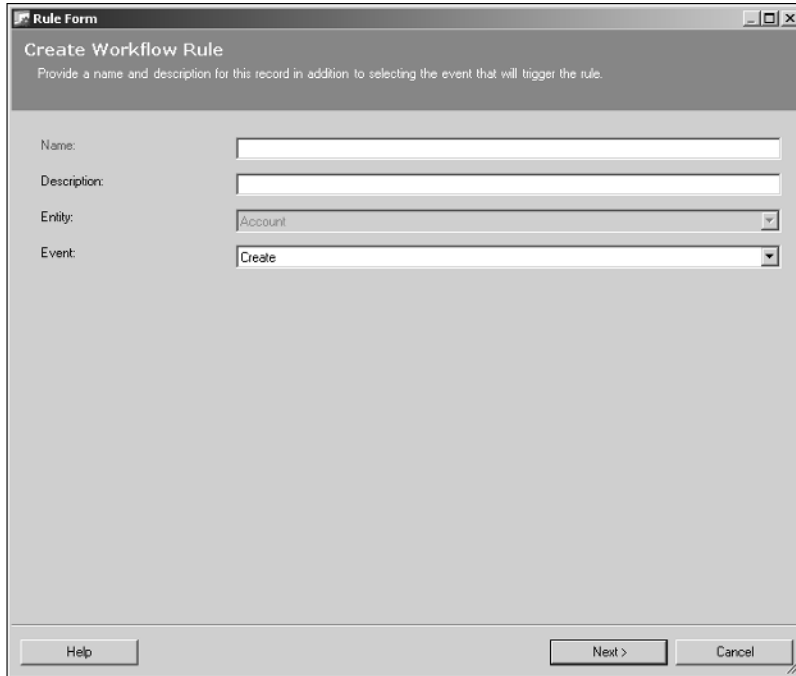 Rule Form
Create Workflow Rule
Provide a name and description for this record in addition to selecting the event that will trigger the rule.
Name:
Description:
Entity: Account
Event: Create
Help Next > Cancel